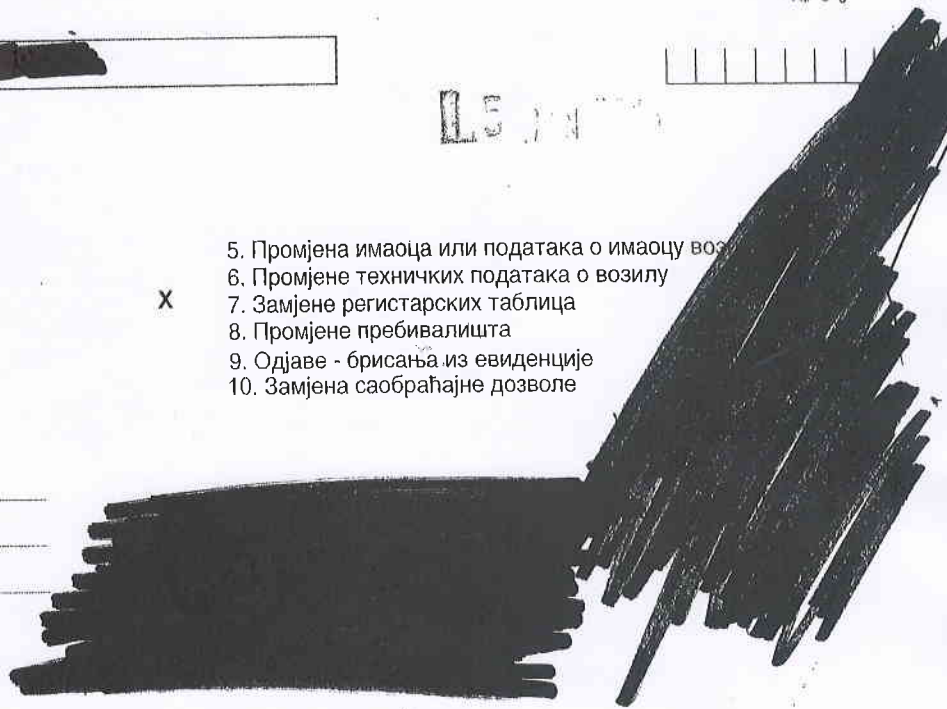 5. Промјена имаоца или података о имаоцу
6. Промјене техничких података о возилу
X
7. Замјене регистарских таблица
8. Промјене пребивалишта
9. Одјаве - брисања из евиденције
10. Замјена саобраћајне дозволе